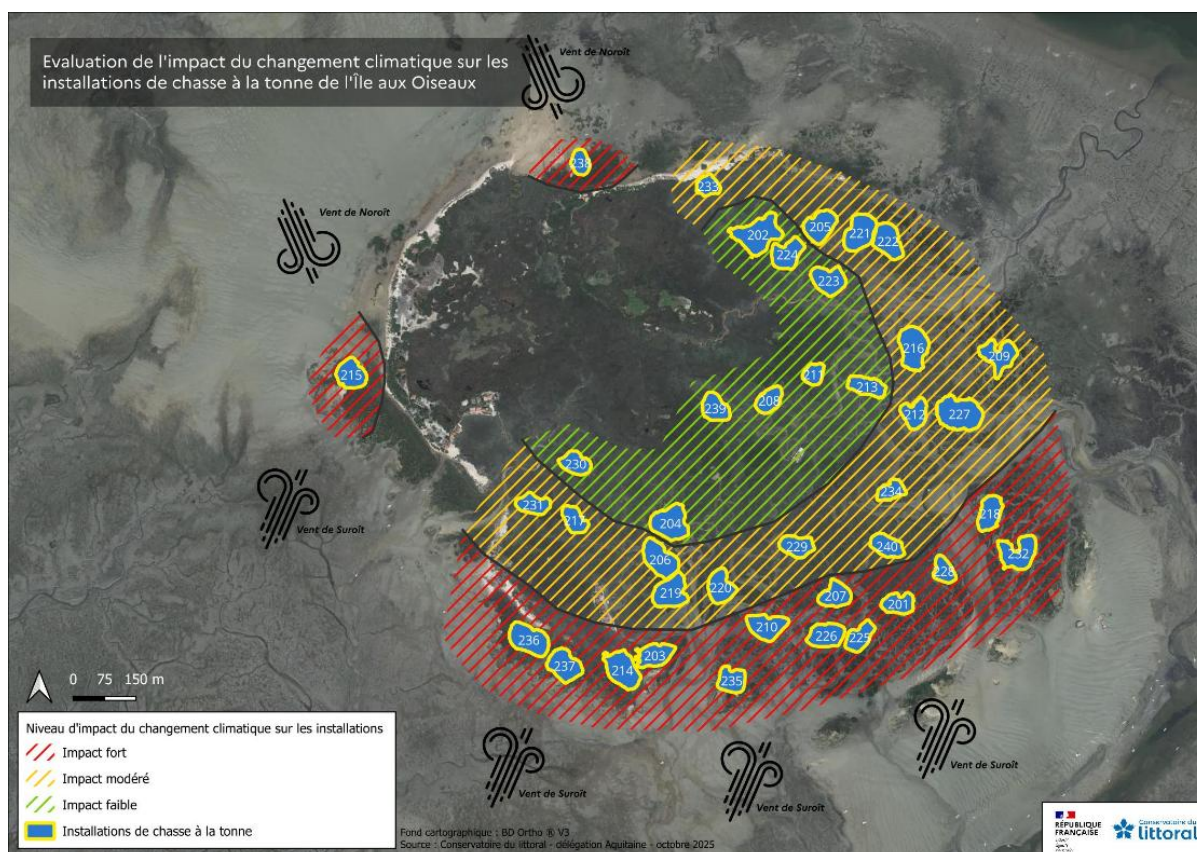 Evaluation de l'impact du changement climatique sur les
installations de chasse à la tonne de l'Île aux Oiseaux
Vent de Noroît
238
233
202
205
221
222
224
223
Vent de Noroît
216
209
215
211
213
239
208
212
227
230
234
231
217
204
218
Vent de Suroît
206
229
240
232
219
220
228
207
201
236
237
214
203
210
226
225
235
0 75 150 m
Vent de Suroît
Vent de Suroît
Vent de Suroît
Niveau d'impact du changement climatique sur les installations
Impact fort
Impact modéré
Impact faible
Installations de chasse à la tonne
Fond cartographique : BD Ortho ® V3
Source : Conservatoire du littoral - délégation Aquitaine - octobre 2025
RÉPUBLIQUE
FRANÇAISE
Conservatoire du
littoral